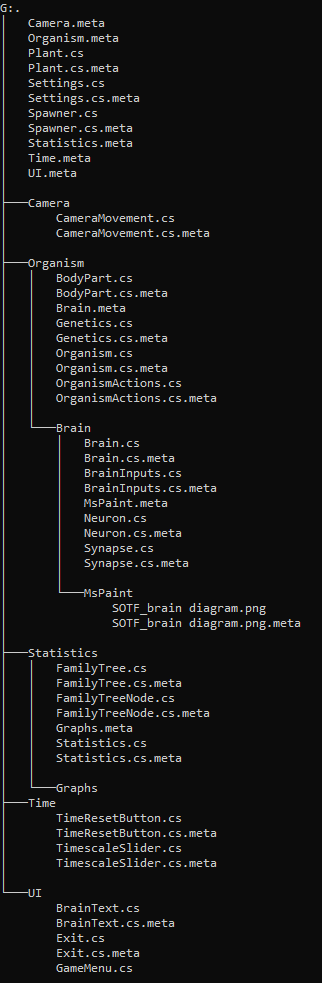 G:.
Camera.meta
Organism.meta
Plant.cs
Plant.cs.meta
Settings.cs
Settings.cs.meta
Spawner.cs
Spawner.cs.meta
Statistics.meta
Time.meta
UI.meta
Camera
CameraMovement.cs
CameraMovement.cs.meta
Organism
BodyPart.cs
BodyPart.cs.meta
Brain.meta
Genetics.cs
Genetics.cs.meta
Organism.cs
Organism.cs.meta
OrganismActions.cs
OrganismActions.cs.meta
Brain
Brain.cs
Brain.cs.meta
BrainInputs.cs
BrainInputs.cs.meta
MsPaint.meta
Neuron.cs
Neuron.cs.meta
Synapse.cs
Synapse.cs.meta
MsPaint
SOTF_brain diagram.png
SOTF_brain diagram.png.meta
Statistics
FamilyTree.cs
FamilyTree.cs.meta
FamilyTreeNode.cs
FamilyTreeNode.cs.meta
Graphs.meta
Statistics.cs
Statistics.cs.meta
Graphs
Time
TimeResetButton.cs
TimeResetButton.cs.meta
TimescaleSlider.cs
TimescaleSlider.cs.meta
UI
BrainText.cs
BrainText.cs.meta
Exit.cs
Exit.cs.meta
GameMenu.cs